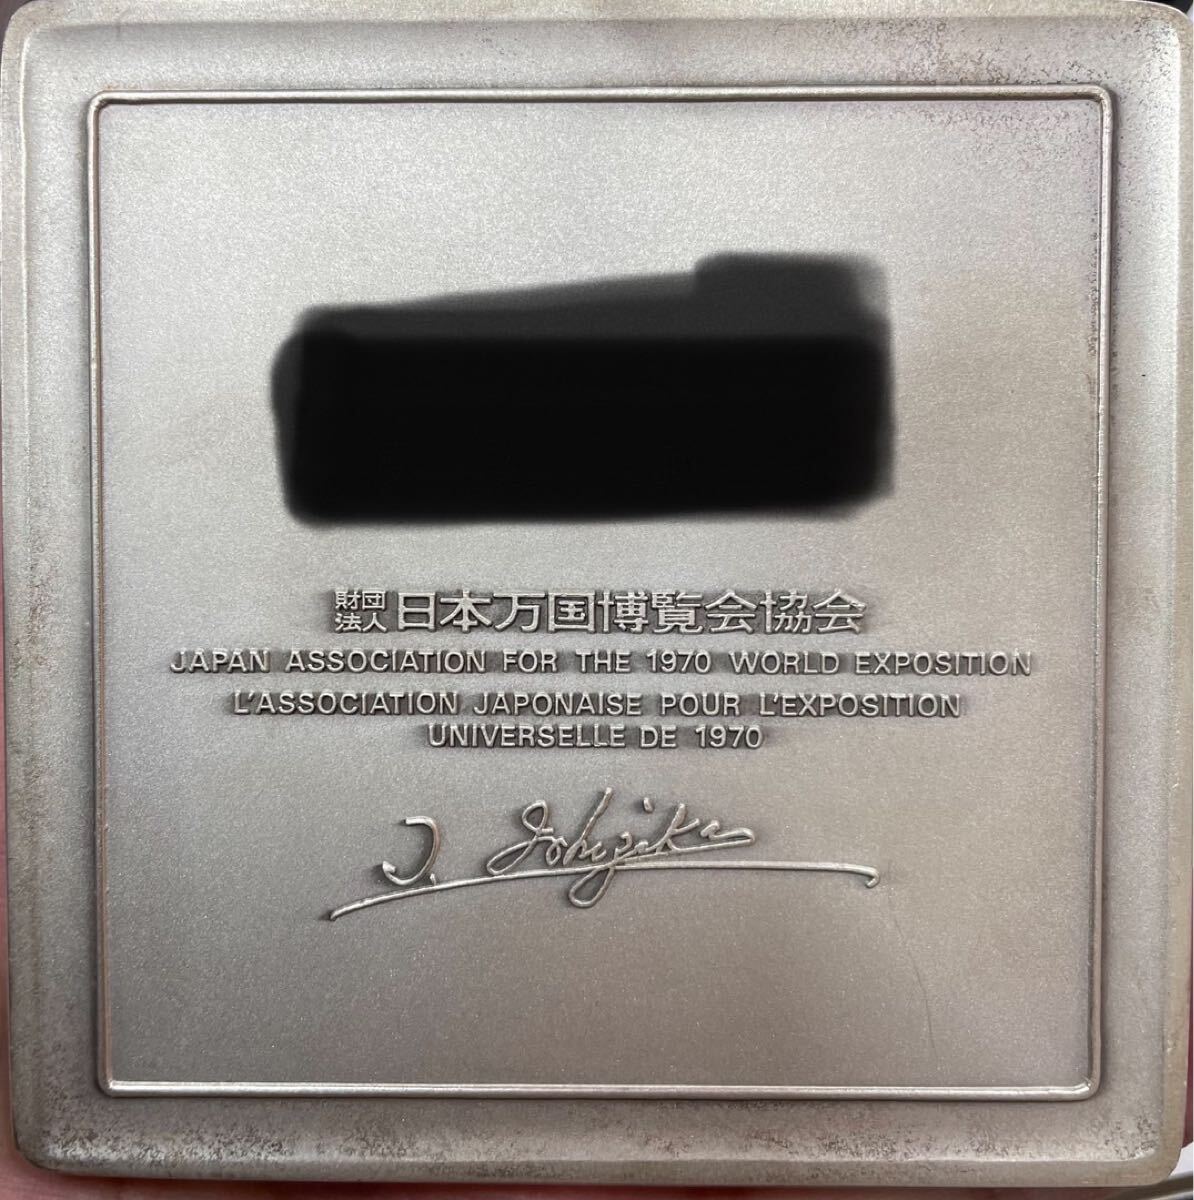 財団法人 日本万国博覧会協会
JAPAN ASSOCIATION FOR THE 1970 WORLD EXPOSITION
L'ASSOCIATION JAPONAISE POUR L'EXPOSITION
UNIVERSELLE DE 1970